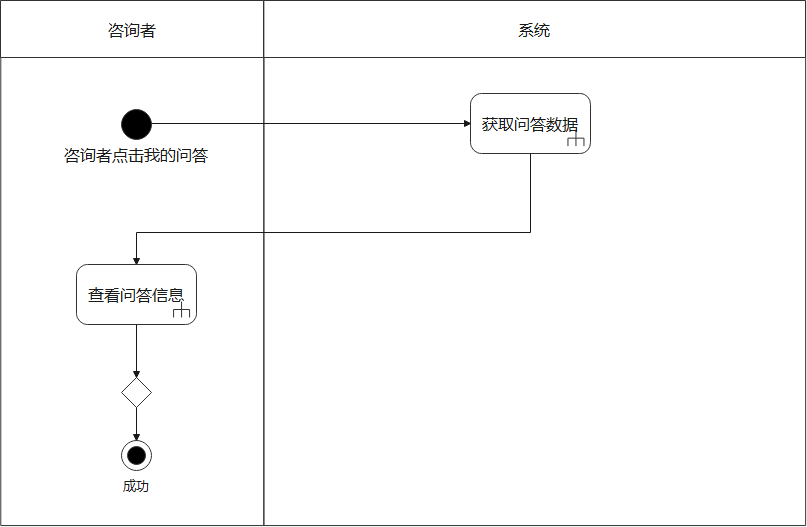 咨询者
系统
获取问答数据
咨询者点击我的问答
查看问答信息
成功